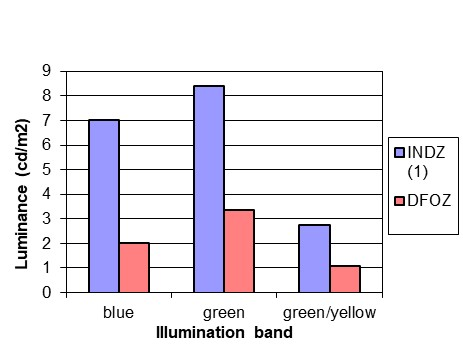 9
8
7
6
5
4
3
2
1
0
Luminance (cd/m2)
blue green green/yellow
Illumination band
INDZ
(1)
DFOZ